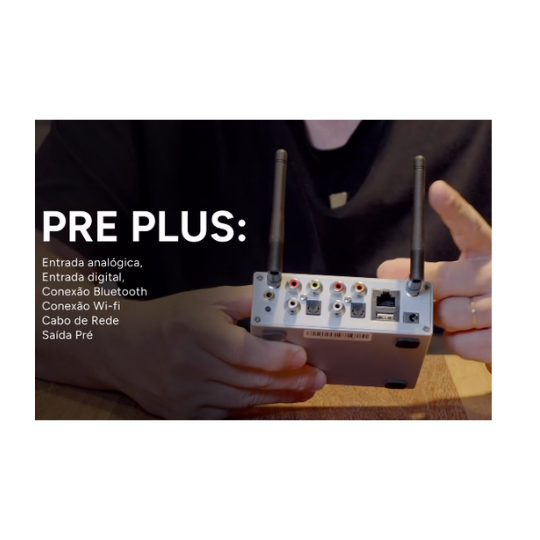 PRE PLUS:
Entrada analógica,
Entrada digital,
Conexão Bluetooth
Conexão Wi-fi
Cabo de Rede
Saída Pré